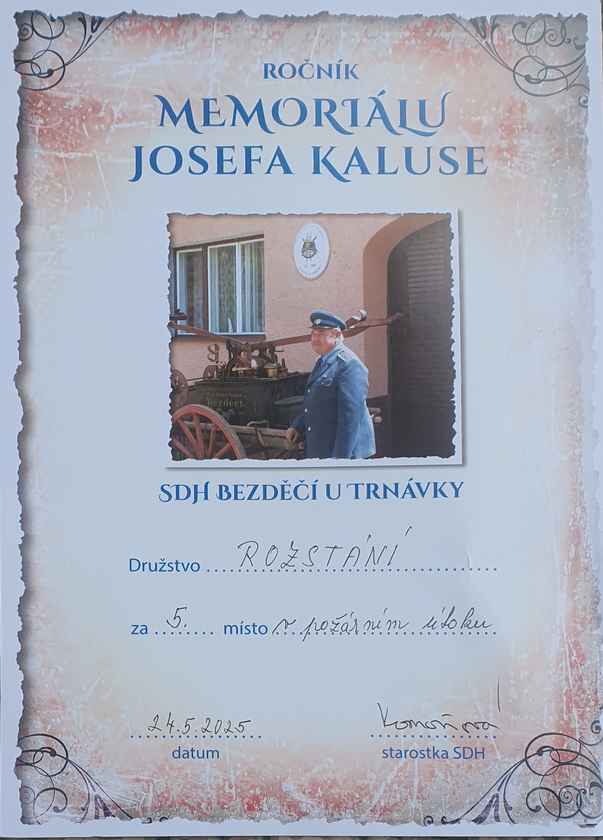 ROČNÍK
MEMORIÁLU
JOSEFA KALUSE
SDH BEZDĚČÍ U TRNÁVKY
Družstvo ROZSTÁNÍ
za 5. místo v požárním útoku
24.5.2025
datum starostka SDH